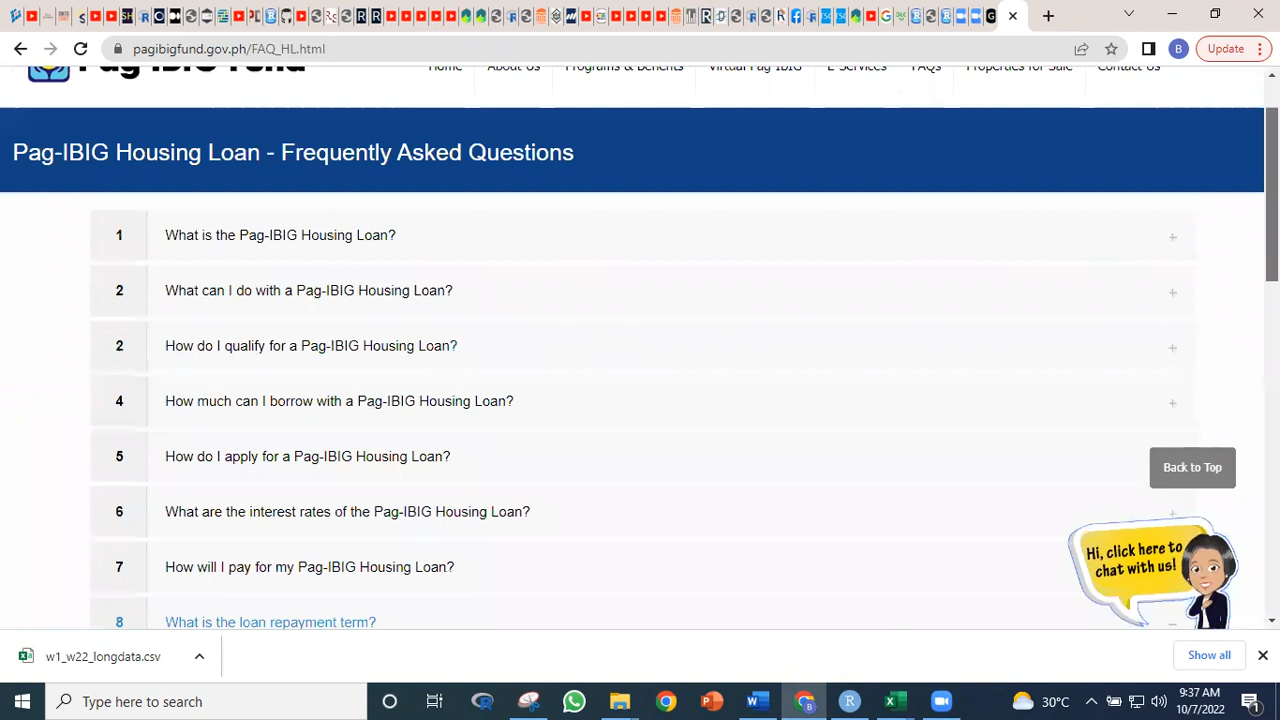 Update
pagibigfund.gov.ph/FAQ_HL.html
B
Pag-IBIG Fund
Home About Us Programs & Benefits Virtual Pag-IBIG E-Services FAQs Properties for Sale Contact Us
Pag-IBIG Housing Loan - Frequently Asked Questions
1 What is the Pag-IBIG Housing Loan? +
2 What can I do with a Pag-IBIG Housing Loan? +
2 How do I qualify for a Pag-IBIG Housing Loan? +
4 How much can I borrow with a Pag-IBIG Housing Loan? +
5 How do I apply for a Pag-IBIG Housing Loan?
Back to Top
6 What are the interest rates of the Pag-IBIG Housing Loan? +
7 How will I pay for my Pag-IBIG Housing Loan?
Hi, click here to
chat with us!
8 What is the loan repayment term?
w1_w22_longdata.csv
Show all
Type here to search
30°C
9:37 AM
10/7/2022